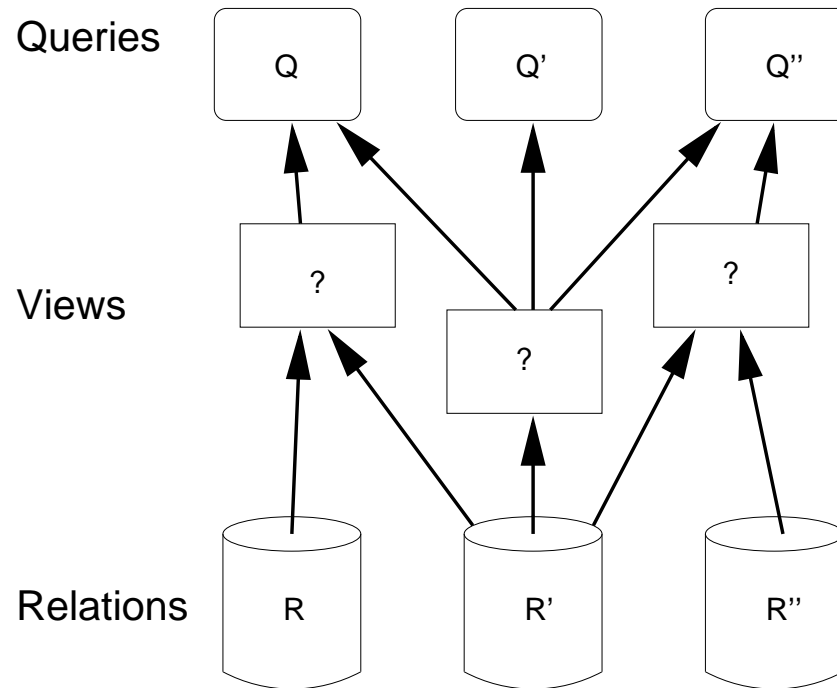 Queries
Q
Q’
Q’’
?
?
Views
?
Relations
R
R’
R’’